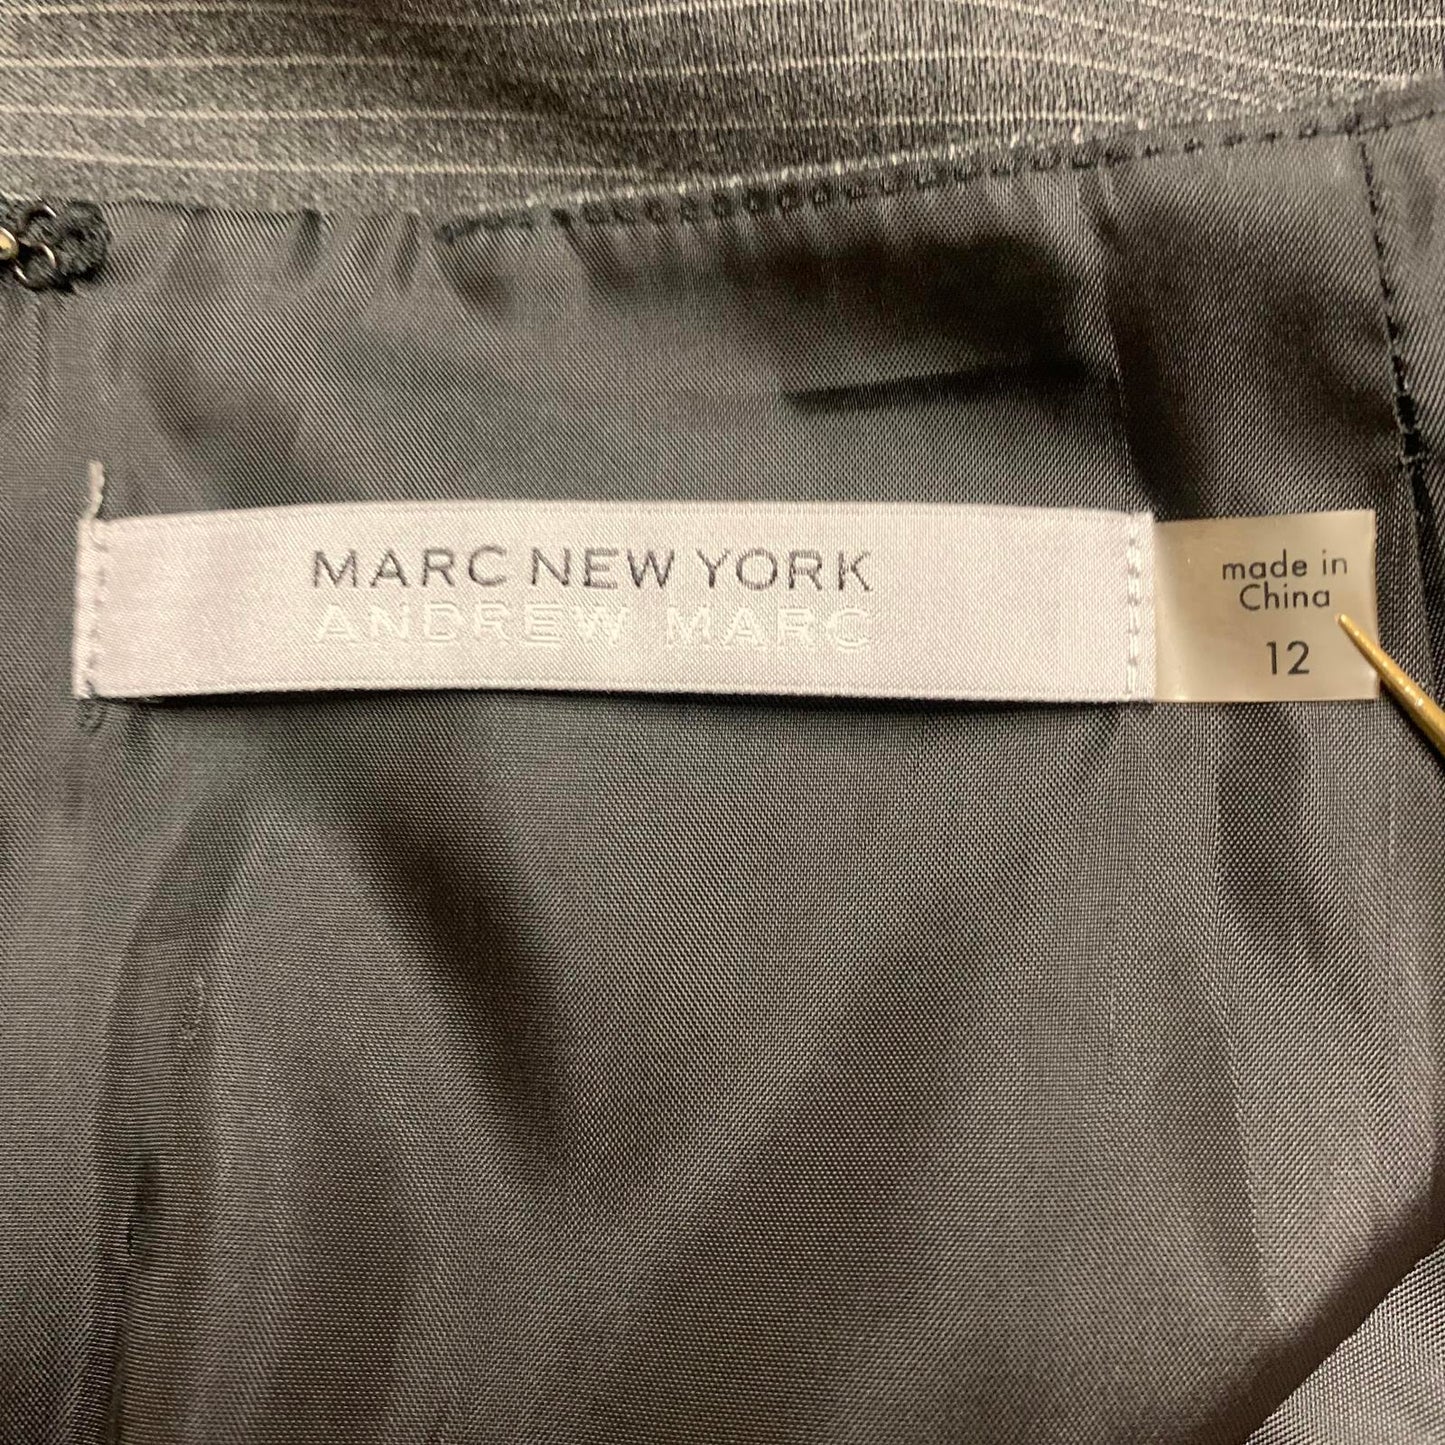 MARC NEW YORK
ANDREW MARC
made in
China
12